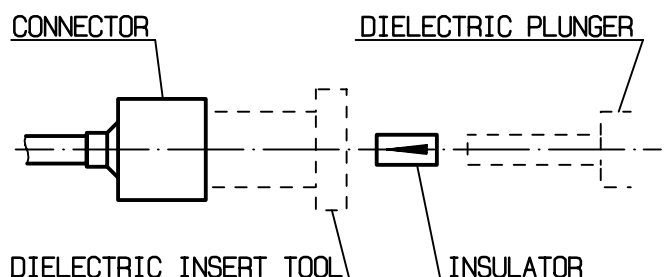 CONNECTOR
DIELECTRIC PLUNGER
DIELECTRIC INSERT TOOL
INSULATOR